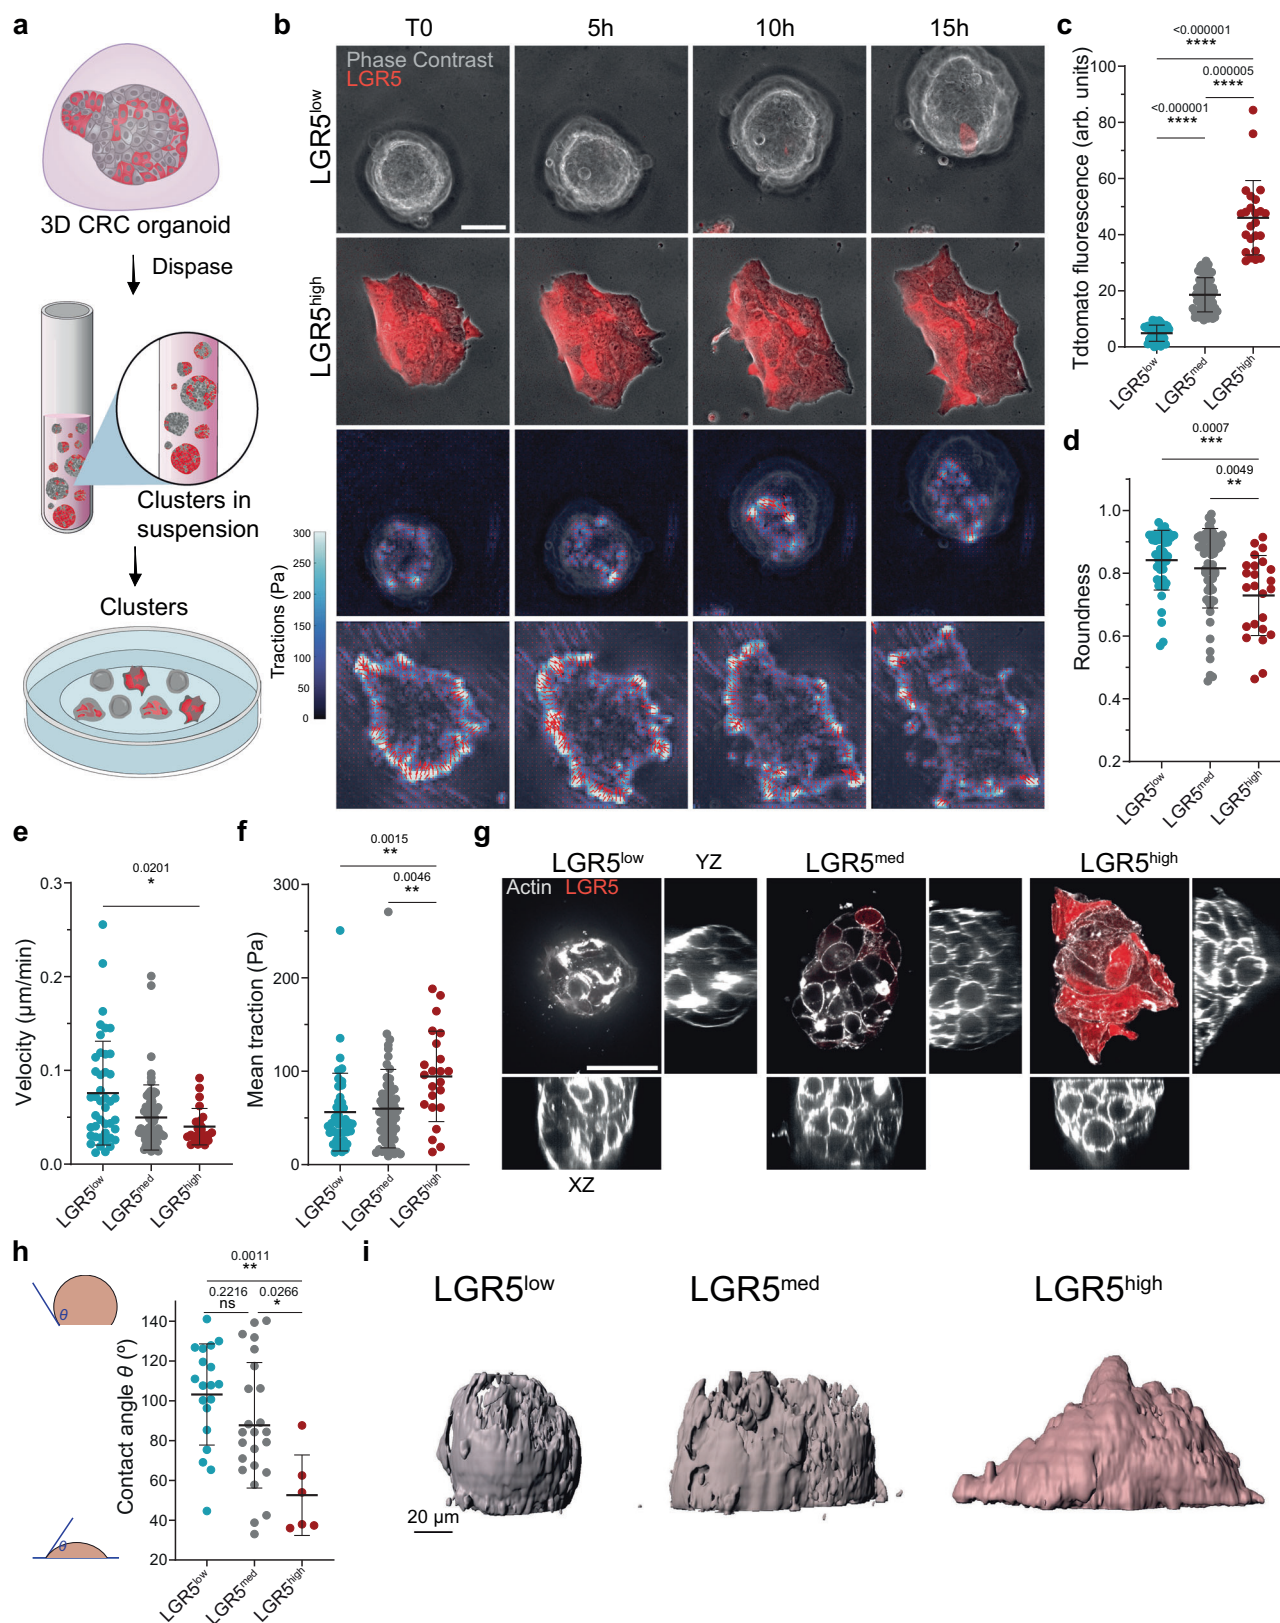 a
3D CRC organoid
Dispase
Clusters in
suspension
Clusters
b
T0
5h
10h
15h
Phase Contrast
LGR5
LGR5low
LGR5high
Tractions (Pa)
300
250
200
150
100
50
0
c
<0.000001
****
0.000005
****
<0.000001
****
Tdtomato fluorescence (arb. units)
100
80
60
40
20
0
LGR5low
LGR5med
LGR5high
d
0.0007
***
0.0049
**
Roundness
1.0
0.8
0.6
0.4
0.2
LGR5low
LGR5med
LGR5high
e
0.0201
*
Velocity (µm/min)
0.3
0.2
0.1
0.0
LGR5low
LGR5med
LGR5high
f
0.0015
**
0.0046
**
Mean traction (Pa)
300
200
100
0
LGR5low
LGR5med
LGR5high
g
LGR5low
YZ
LGR5med
LGR5high
Actin LGR5
XZ
h
θ
θ
0.0011
**
0.2216
ns
0.0266
*
Contact angle θ (º)
140
120
100
80
60
40
20
LGR5low
LGR5med
LGR5high
i
LGR5low
LGR5med
LGR5high
20 µm